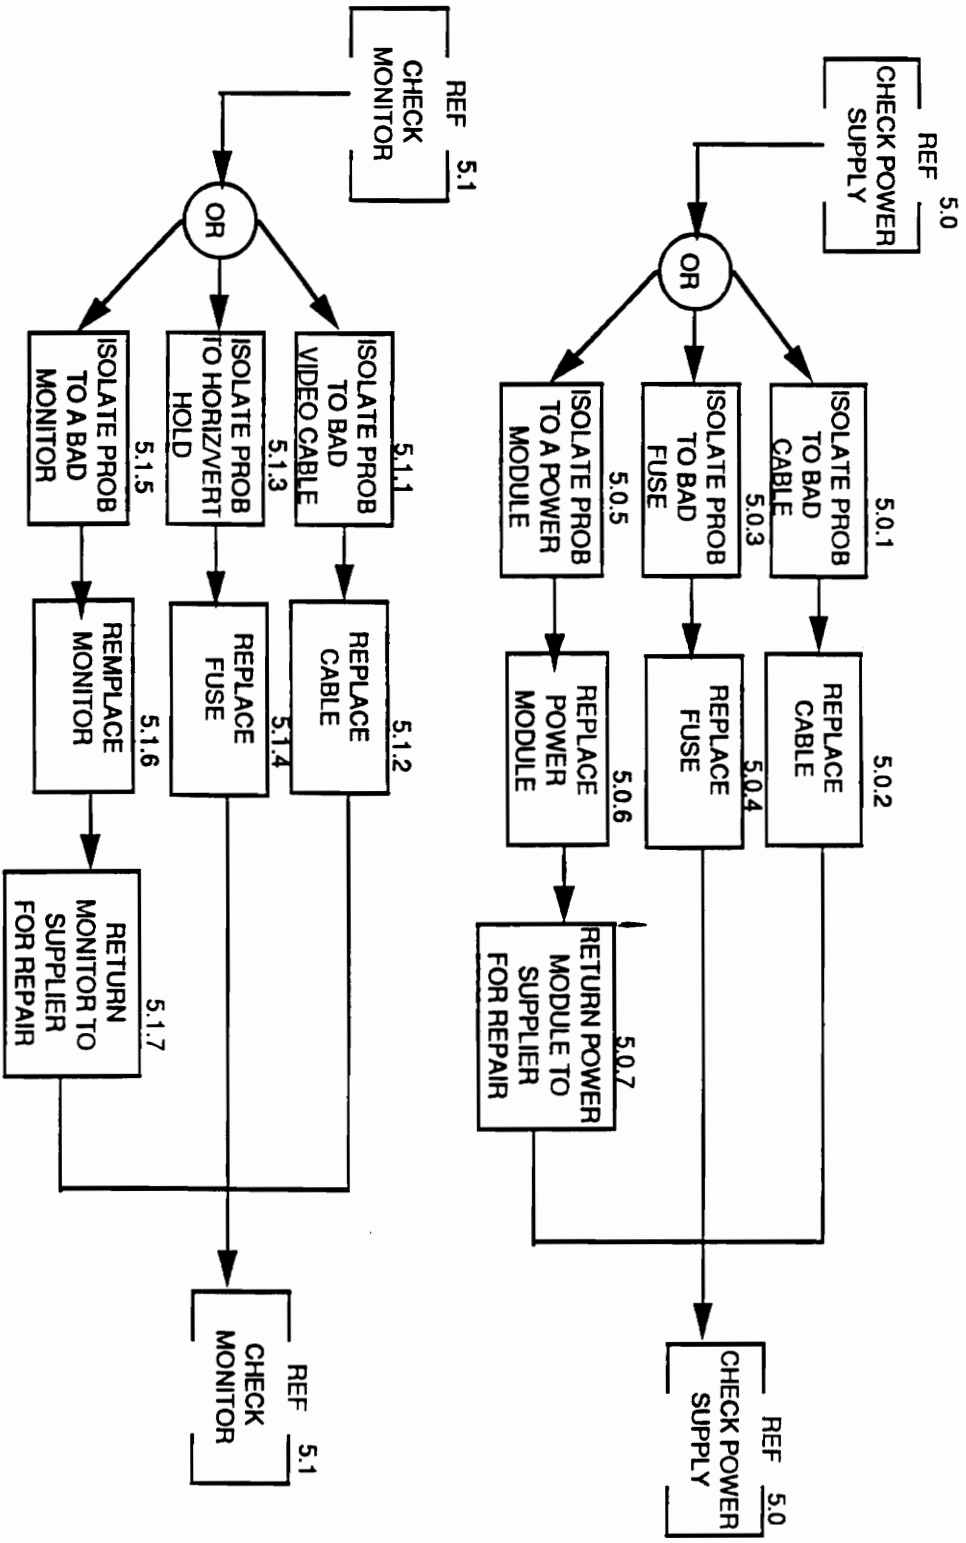 REF 5.0
CHECK POWER
SUPPLY
OR
5.0.1
ISOLATE PROB
TO BAD
CABLE
5.0.2
REPLACE
CABLE
5.0.3
ISOLATE PROB
TO BAD
FUSE
5.0.4
REPLACE
FUSE
5.0.5
ISOLATE PROB
TO A POWER
MODULE
5.0.6
REPLACE
POWER
MODULE
5.0.7
RETURN POWER
MODULE TO
SUPPLIER
FOR REPAIR
REF 5.0
CHECK POWER
SUPPLY
REF 5.1
CHECK
MONITOR
OR
5.1.1
ISOLATE PROB
TO BAD
VIDEO CABLE
5.1.2
REPLACE
CABLE
5.1.3
ISOLATE PROB
TO HORIZ/VERT
HOLD
5.1.4
REPLACE
FUSE
5.1.5
ISOLATE PROB
TO A BAD
MONITOR
5.1.6
REMPLACE
MONITOR
5.1.7
RETURN
MONITOR TO
SUPPLIER
FOR REPAIR
REF 5.1
CHECK
MONITOR